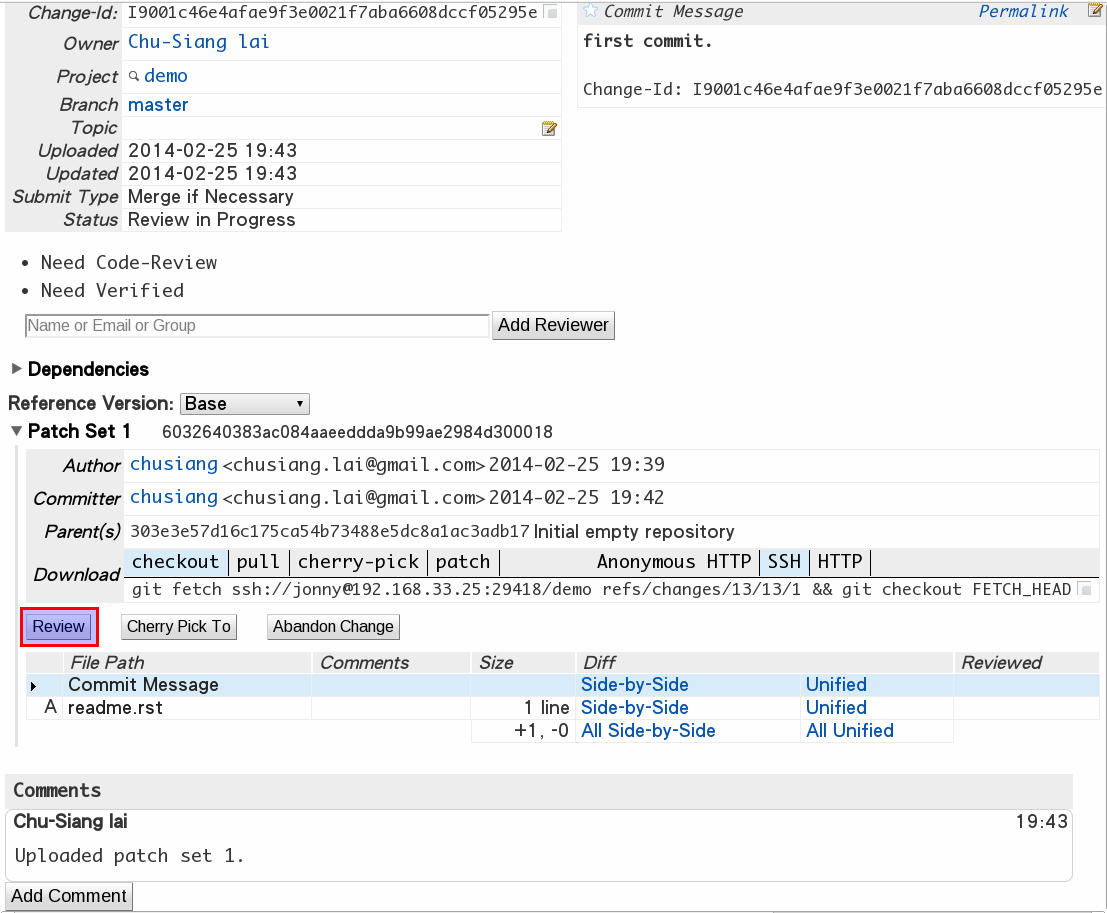 Change-Id: I9001c46e4afae9f3e0021f7aba6608dccf05295e
Owner Chu-Siang lai
Project demo
Branch master
Topic
Uploaded 2014-02-25 19:43
Updated 2014-02-25 19:43
Submit Type Merge if Necessary
Status Review in Progress
Commit Message Permalink
first commit.
Change-Id: I9001c46e4afae9f3e0021f7aba6608dccf05295e
• Need Code-Review
• Need Verified
Name or Email or Group Add Reviewer
Dependencies
Reference Version: Base
Patch Set 1 6032640383ac084aaeeddda9b99ae2984d300018
Author chusiang <chusiang.lai@gmail.com> 2014-02-25 19:39
Committer chusiang <chusiang.lai@gmail.com> 2014-02-25 19:42
Parent(s) 303e3e57d16c175ca54b73488e5dc8a1ac3adb17 Initial empty repository
Download checkout pull cherry-pick patch Anonymous HTTP SSH HTTP
git fetch ssh://jonny@192.168.33.25:29418/demo refs/changes/13/13/1 && git checkout FETCH_HEAD
Review Cherry Pick To Abandon Change
File Path Comments Size Diff Reviewed
Commit Message Side-by-Side Unified
A readme.rst 1 line Side-by-Side Unified
+1, -0 All Side-by-Side All Unified
Comments
Chu-Siang lai 19:43
Uploaded patch set 1.
Add Comment